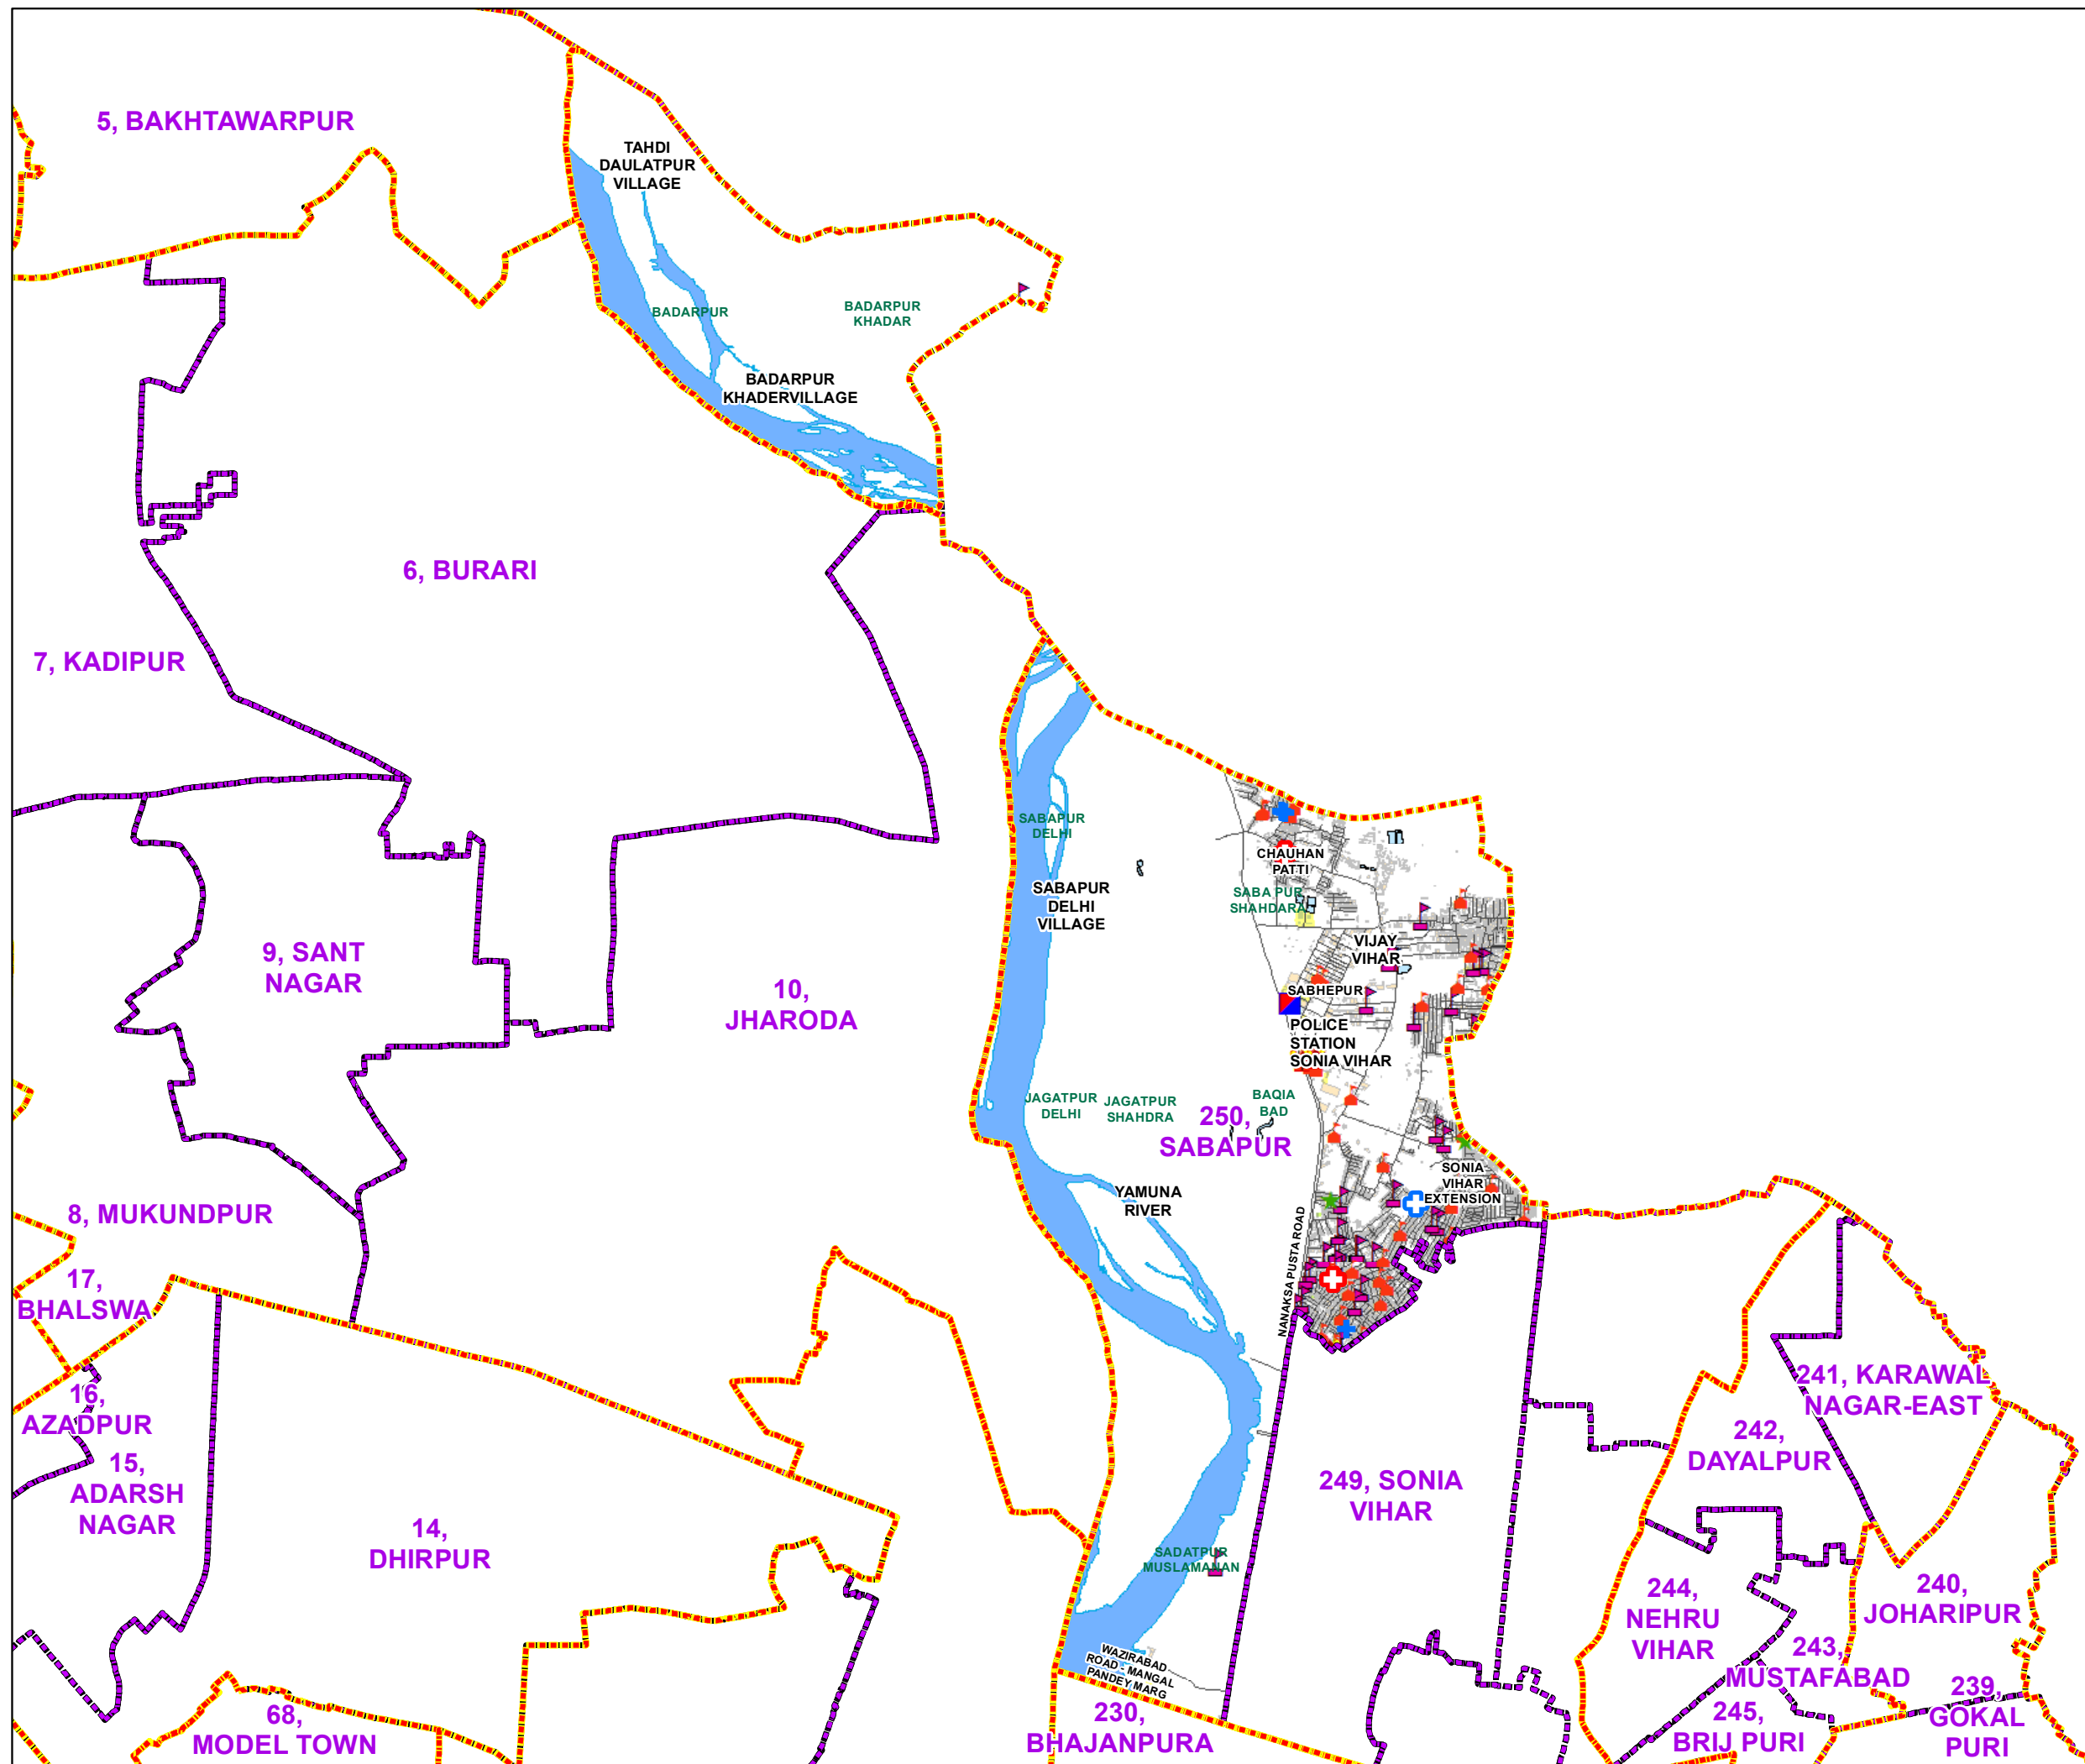 5, BAKHTAWARPUR
TAHDI
DAULATPUR
VILLAGE
BADARPUR
BADARPUR
KHADAR
BADARPUR
KHADERVILLAGE
6, BURARI
7, KADIPUR
SABAPUR
DELHI
CHAUHAN
PATTI
SABAPUR
DELHI
VILLAGE
SABA PUR
SHAHDARA
9, SANT
NAGAR
VIJAY
VIHAR
10,
JHARODA
SABHEPUR
POLICE
STATION
SONIA VIHAR
JAGATPUR
DELHI
JAGATPUR
SHAHDRA
BAQIA
BAD
250,
SABAPUR
SONIA
VIHAR
EXTENSION
8, MUKUNDPUR
YAMUNA
RIVER
NANAKSA PUSTA ROAD
17,
BHALSWA
16,
AZADPUR
241, KARAWAL
NAGAR-EAST
242,
DAYALPUR
15,
ADARSH
NAGAR
249, SONIA
VIHAR
14,
DHIRPUR
SADATPUR
MUSLAMANAN
244,
NEHRU
VIHAR
240,
JOHARIPUR
243,
MUSTAFABAD
WAZIRABAD
ROAD - MANGAL
PANDEY MARG
239,
GOKAL
PURI
68,
MODEL TOWN
230,
BHAJANPURA
245,
BRIJ PURI